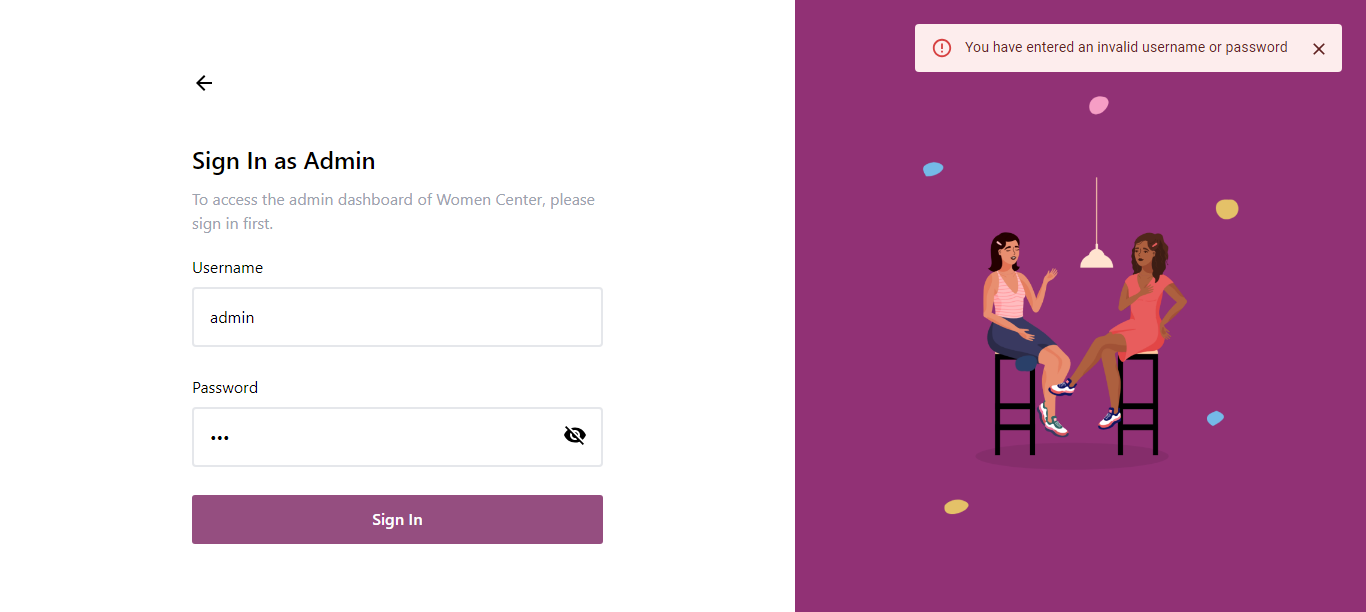 You have entered an invalid username or password
Sign In as Admin
To access the admin dashboard of Women Center, please
sign in first.
Username
admin
Password
•••
Sign In